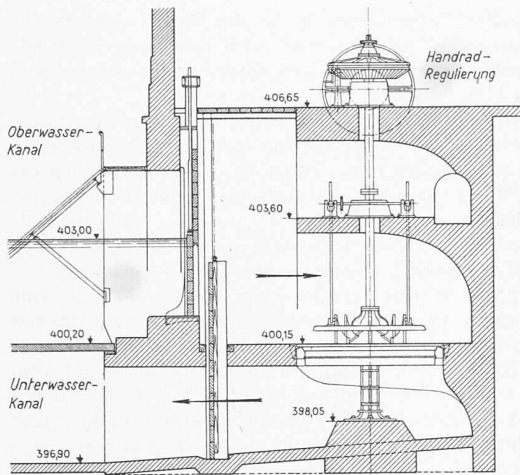 Handrad-
Regulierung
406,65
Oberwasser-
Kanal
403,60
403,00
400,20
400,15
Unterwasser-
Kanal
398,05
396,90